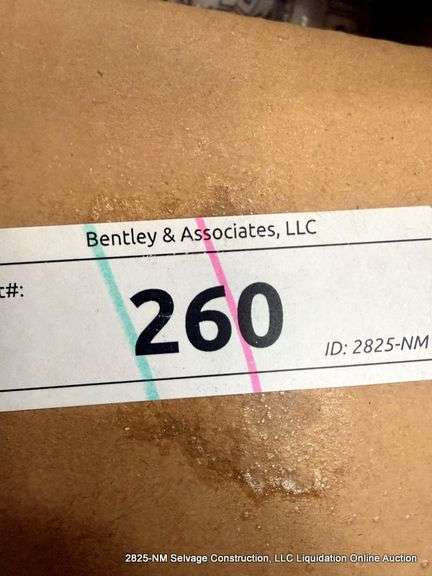 Bentley & Associates, LLC
t#:
260
ID: 2825-NM
2825-NM Selvage Construction, LLC Liquidation Online Auction